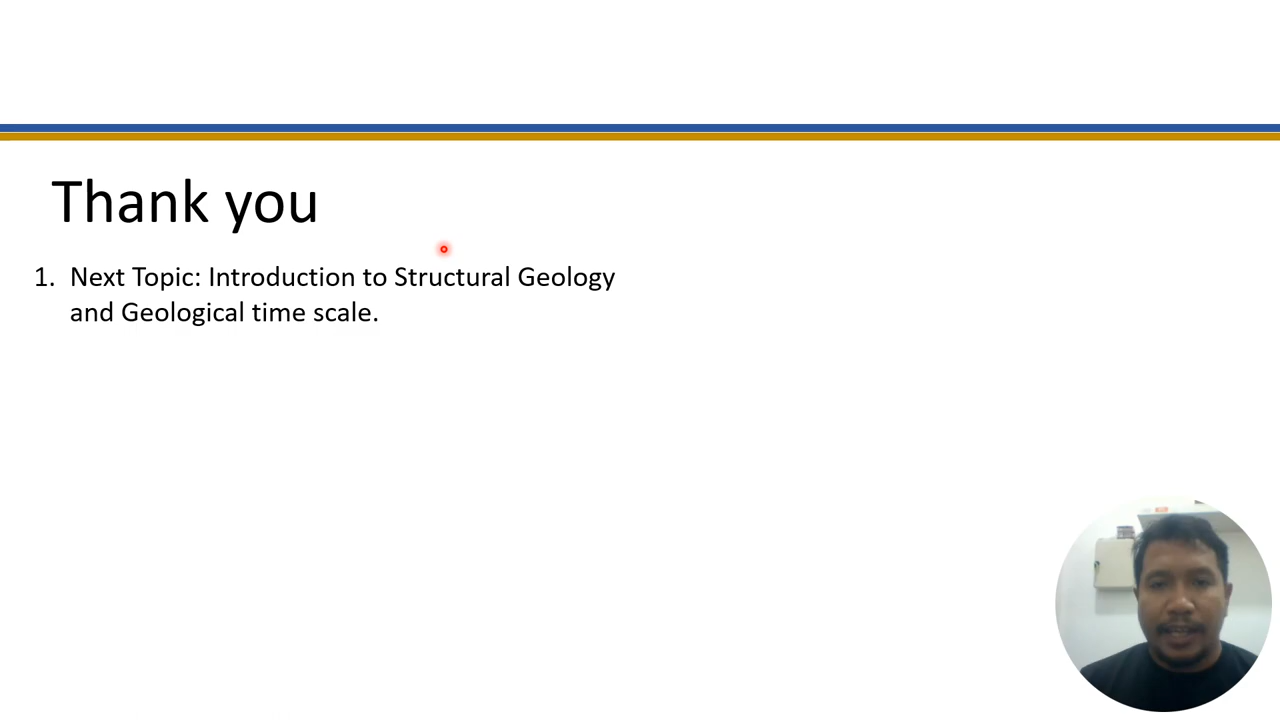 Thank you
1. Next Topic: Introduction to Structural Geology
and Geological time scale.